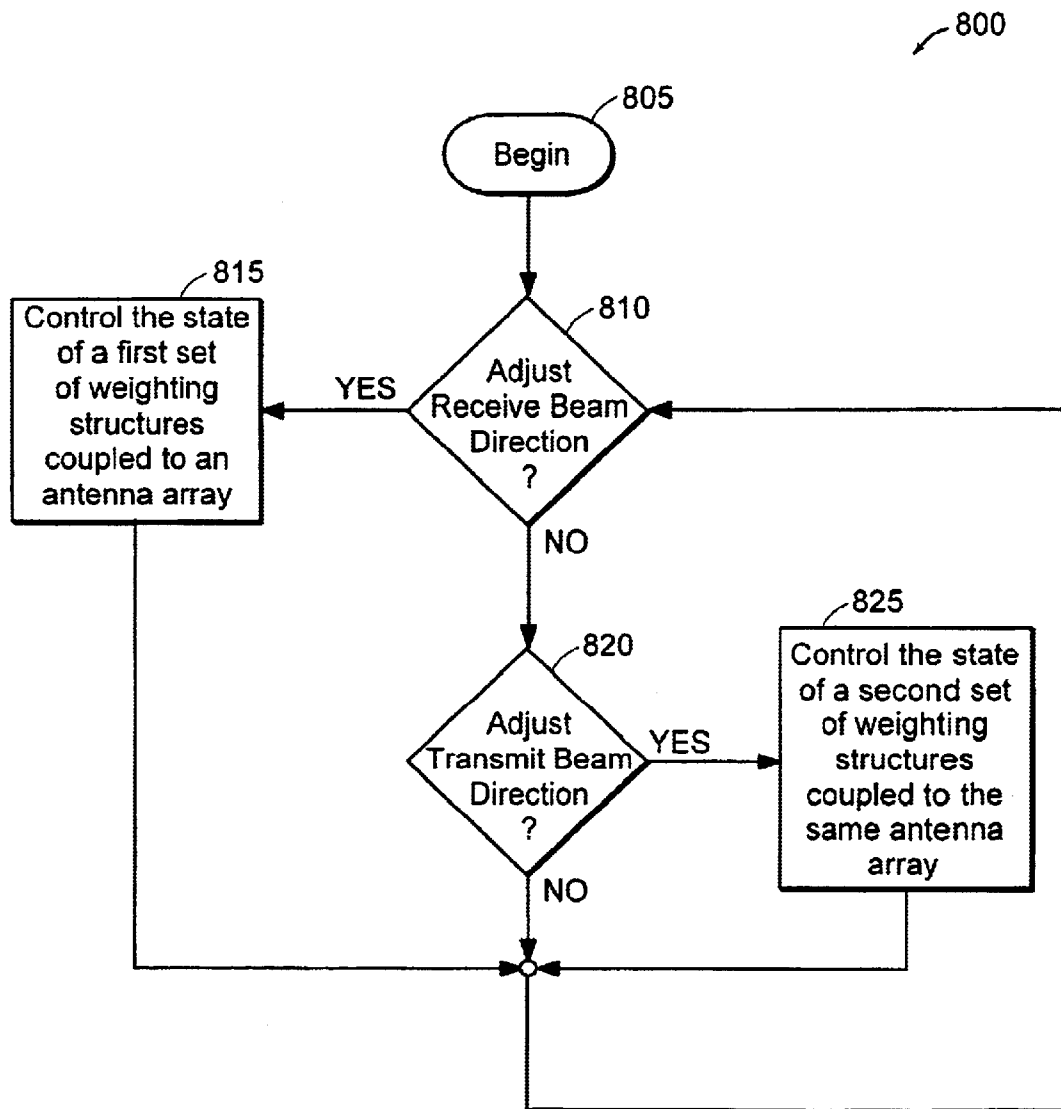 800
805
Begin
815
Control the state
of a first set
of weighting
structures
coupled to an
antenna array
810
Adjust
Receive Beam
Direction
?
YES
NO
820
Adjust
Transmit Beam
Direction
?
YES
NO
825
Control the state
of a second set
of weighting
structures
coupled to the
same antenna
array